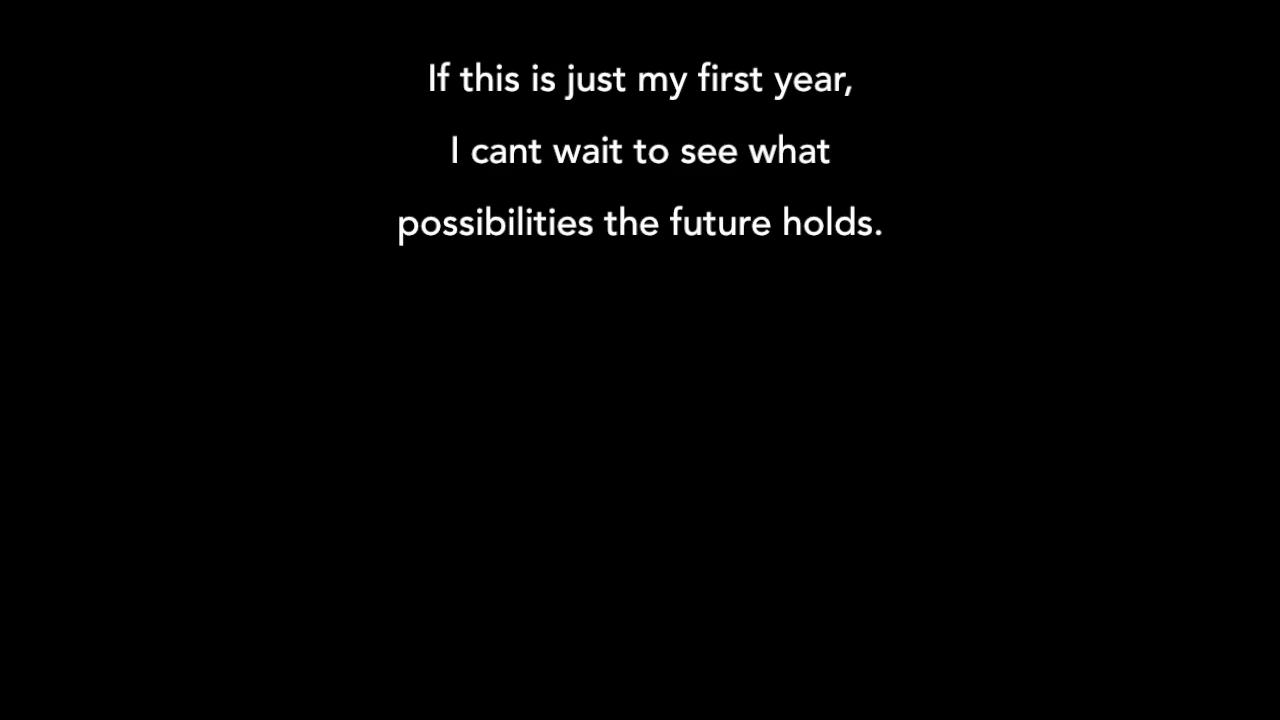 If this is just my first year,
I cant wait to see what
possibilities the future holds.